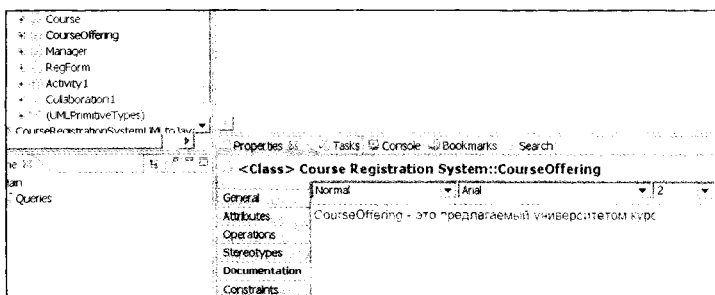 Course
CourseOffering
Manager
RegForm
Activity1
Collaboration1
(UMLPrimitiveTypes)
CourseRegistrationSystemUMLtoJav
Properties Tasks Console Bookmarks Search
<Class> Course Registration System::CourseOffering
Queries
General
Normal Arial 2
Attributes
CourseOffering - это предлагаемый университетом курс
Operations
Stereotypes
Documentation
Constraints